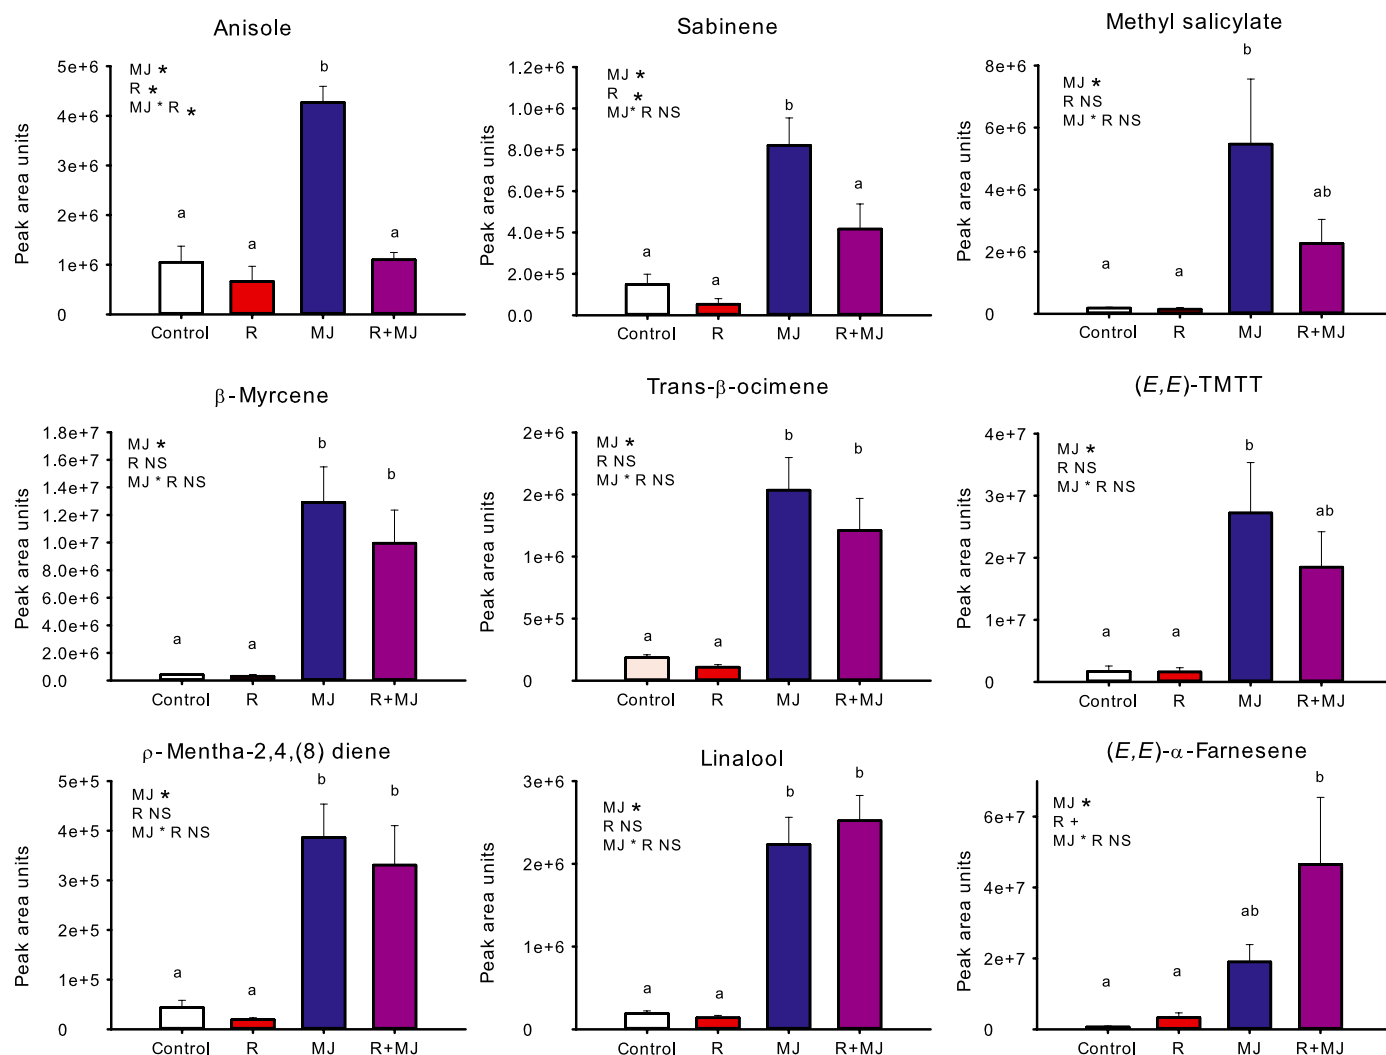 Anisole
Peak area units
5e+6
4e+6
3e+6
2e+6
1e+6
0
MJ *
R *
MJ * R *
a
a
b
a
Control R MJ R+MJ
Sabinene
Peak area units
1.2e+6
1.0e+6
8.0e+5
6.0e+5
4.0e+5
2.0e+5
0.0
MJ *
R *
MJ* R NS
a
a
b
a
Control R MJ R+MJ
Methyl salicylate
Peak area units
8e+6
6e+6
4e+6
2e+6
0
MJ *
R NS
MJ * R NS
a
a
b
ab
Control R MJ R+MJ
β-Myrcene
Peak area units
1.8e+7
1.6e+7
1.4e+7
1.2e+7
1.0e+7
8.0e+6
6.0e+6
4.0e+6
2.0e+6
0.0
MJ *
R NS
MJ * R NS
a
a
b
b
Control R MJ R+MJ
Trans-β-ocimene
Peak area units
2e+6
2e+6
1e+6
5e+5
0
MJ *
R NS
MJ * R NS
a
a
b
b
Control R MJ R+MJ
(E,E)-TMTT
Peak area units
4e+7
3e+7
2e+7
1e+7
0
MJ *
R NS
MJ * R NS
a
a
b
ab
Control R MJ R+MJ
ρ-Mentha-2,4,(8) diene
Peak area units
5e+5
4e+5
3e+5
2e+5
1e+5
0
MJ *
R NS
MJ * R NS
a
a
b
b
Control R MJ R+MJ
Linalool
Peak area units
3e+6
2e+6
1e+6
0
MJ *
R NS
MJ * R NS
a
a
b
b
Control R MJ R+MJ
(E,E)-α-Farnesene
Peak area units
6e+7
4e+7
2e+7
0
MJ *
R +
MJ * R NS
a
a
ab
b
Control R MJ R+MJ